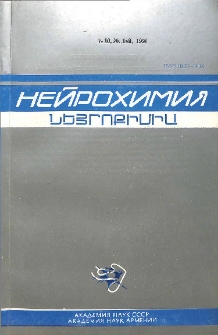 НЕЙРОХИМИЯ
ՆԵՅՐՈՔԻՄԻԱ
АКАДЕМИЯ НАУК СССР
АКАДЕМИЯ НАУК АРМЕНИИ